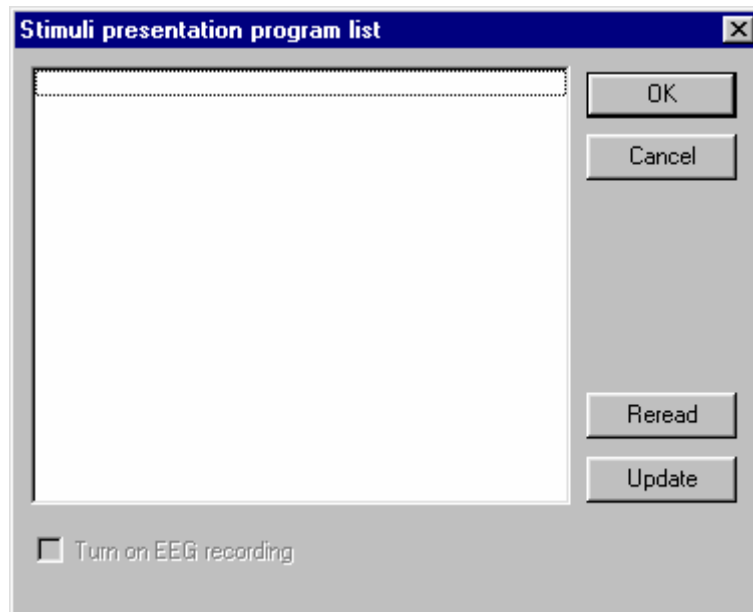 Stimuli presentation program list
OK
Cancel
Reread
Update
Turn on EEG recording